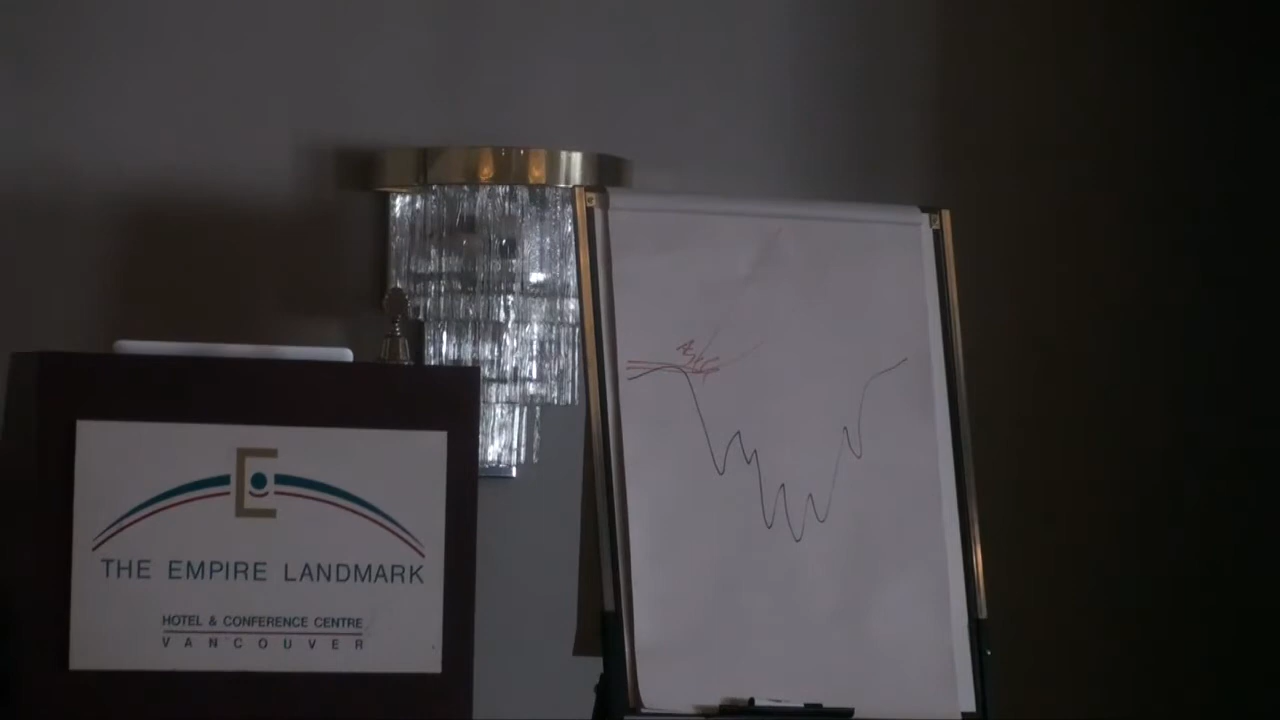 E
THE EMPIRE LANDMARK
HOTEL & CONFERENCE CENTRE
VANCOUVER